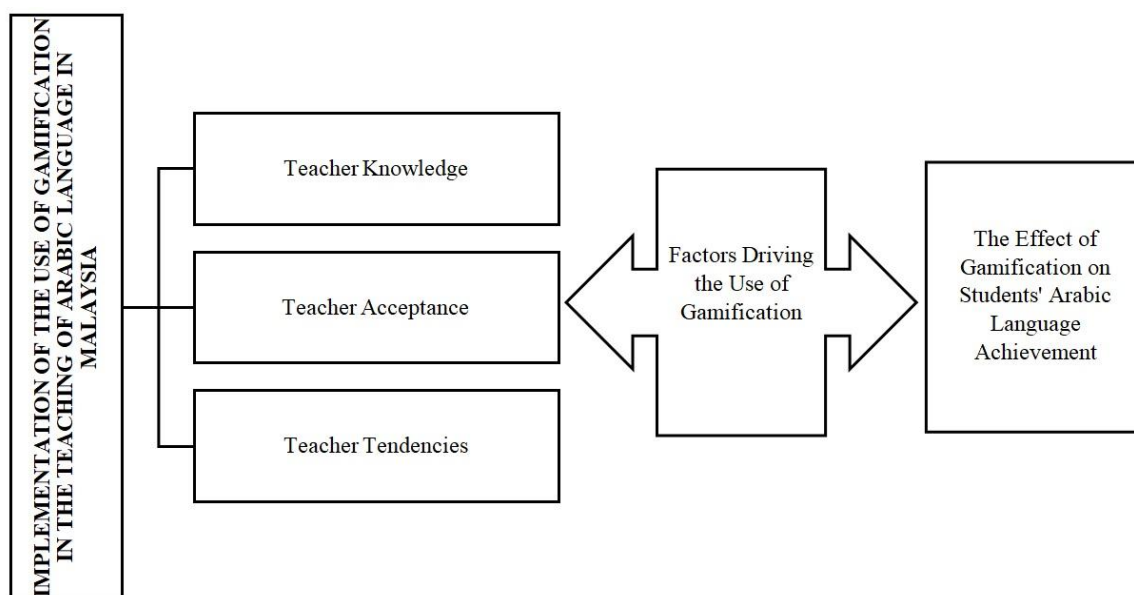 IMPLEMENTATION OF THE USE OF GAMIFICATION
IN THE TEACHING OF ARABIC LANGUAGE IN
MALAYSIA
Teacher Knowledge
Teacher Acceptance
Teacher Tendencies
Factors Driving
the Use of
Gamification
The Effect of
Gamification on
Students' Arabic
Language
Achievement